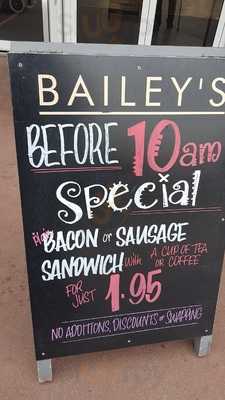 BAILEY'S
BEFORE 10am
SPECIAL
Plain BACON or SAUSAGE
SANDWICH with A CUP OF TEA
OR COFFEE
FOR
JUST 1.95
NO ADDITIONS, DISCOUNTS or SWAPPING